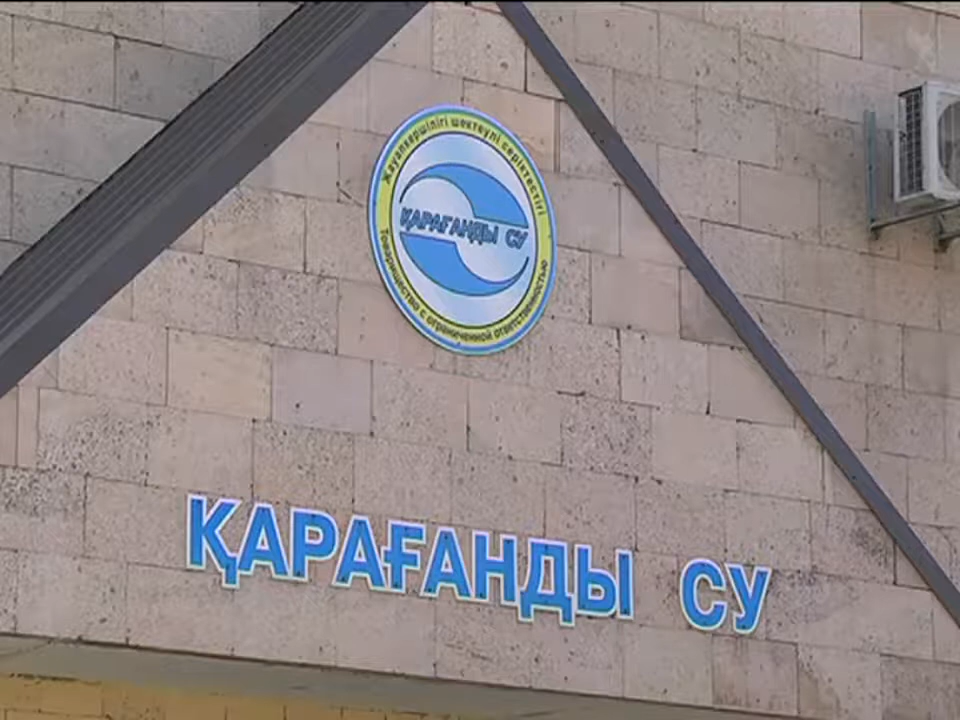 Жауапкершілігі шектеулі серіктестігі
ҚАРАҒАНДЫ СУ
Товарищество с ограниченной ответственностью
ҚАРАҒАНДЫ СУ